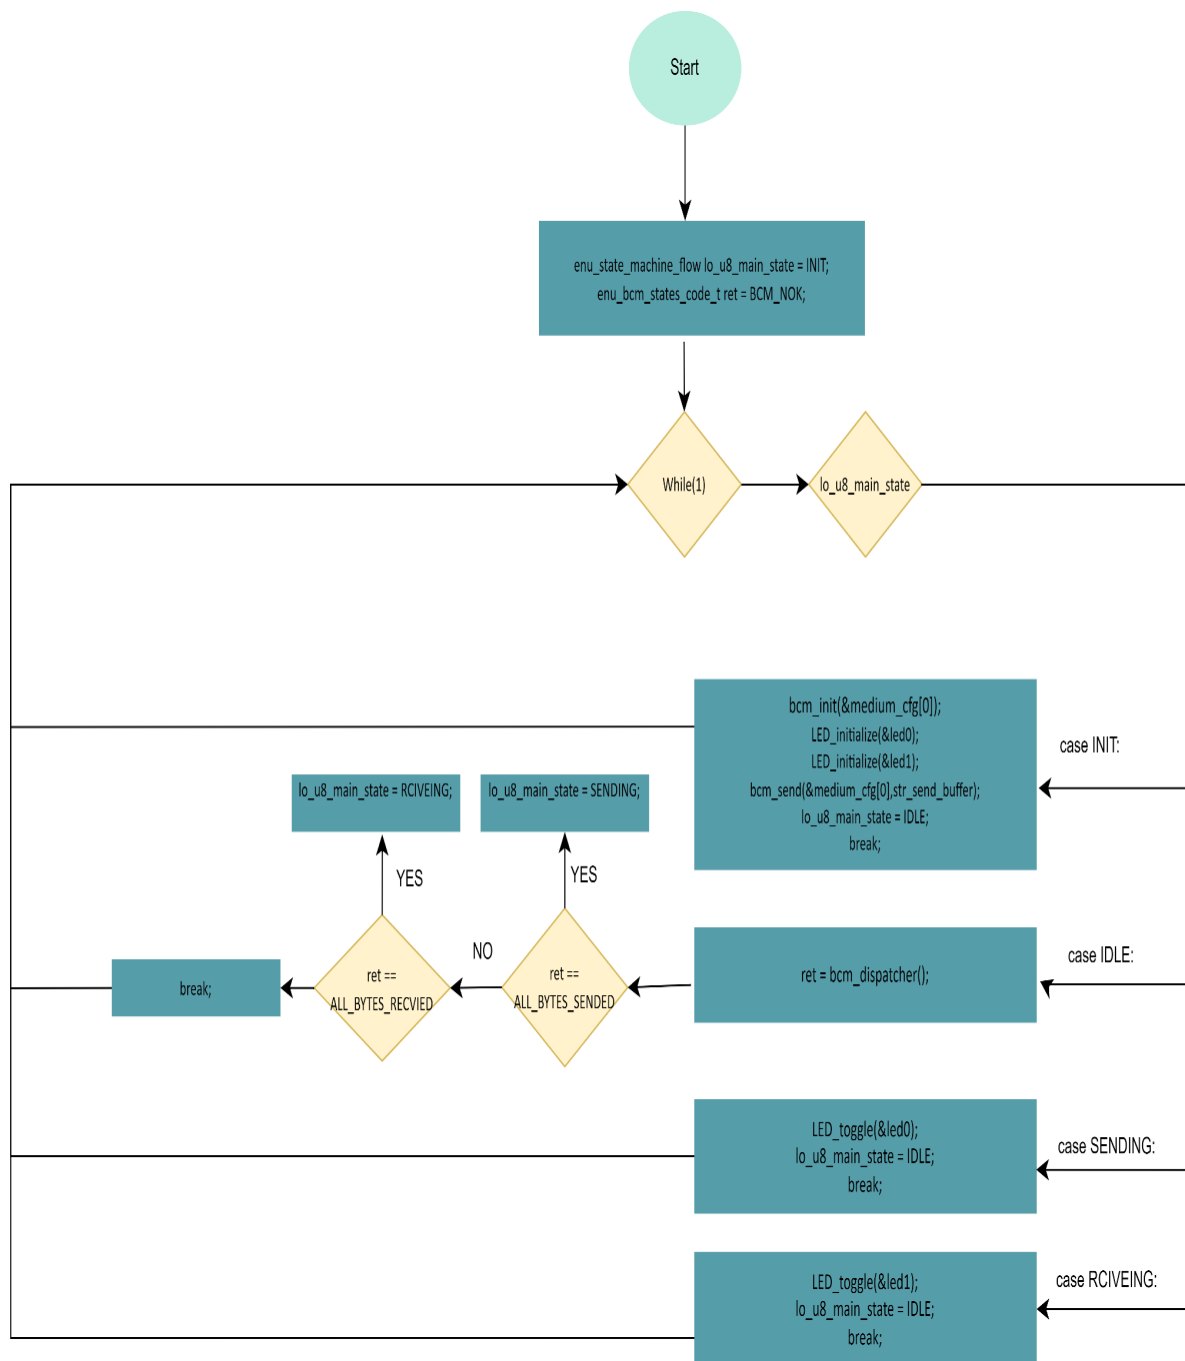 Start
enu_state_machine_flow lo_u8_main_state = INIT;
enu_bcm_states_code_t ret = BCM_NOK;
While(1)
lo_u8_main_state
bcm_init(&medium_cfg[0]);
LED_initialize(&led0);
LED_initialize(&led1);
bcm_send(&medium_cfg[0],str_send_buffer);
lo_u8_main_state = IDLE;
break;
case INIT:
lo_u8_main_state = RCIVEING;
lo_u8_main_state = SENDING;
YES
YES
NO
break;
ret ==
ALL_BYTES_RECVIED
ret ==
ALL_BYTES_SENDED
ret = bcm_dispatcher();
case IDLE:
LED_toggle(&led0);
lo_u8_main_state = IDLE;
break;
case SENDING:
LED_toggle(&led1);
lo_u8_main_state = IDLE;
break;
case RCIVEING: